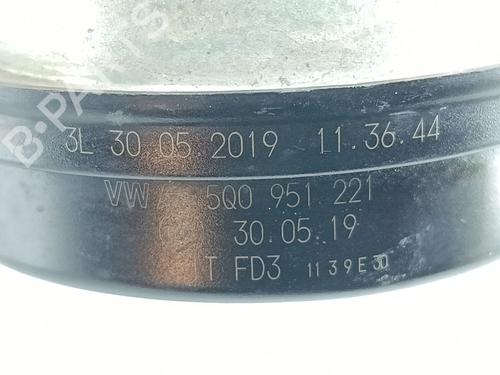 3L 30 05 2019 11.36.44
VW 5Q0 951 221
30.05.19
T FD3 1139E30
B-PARTS